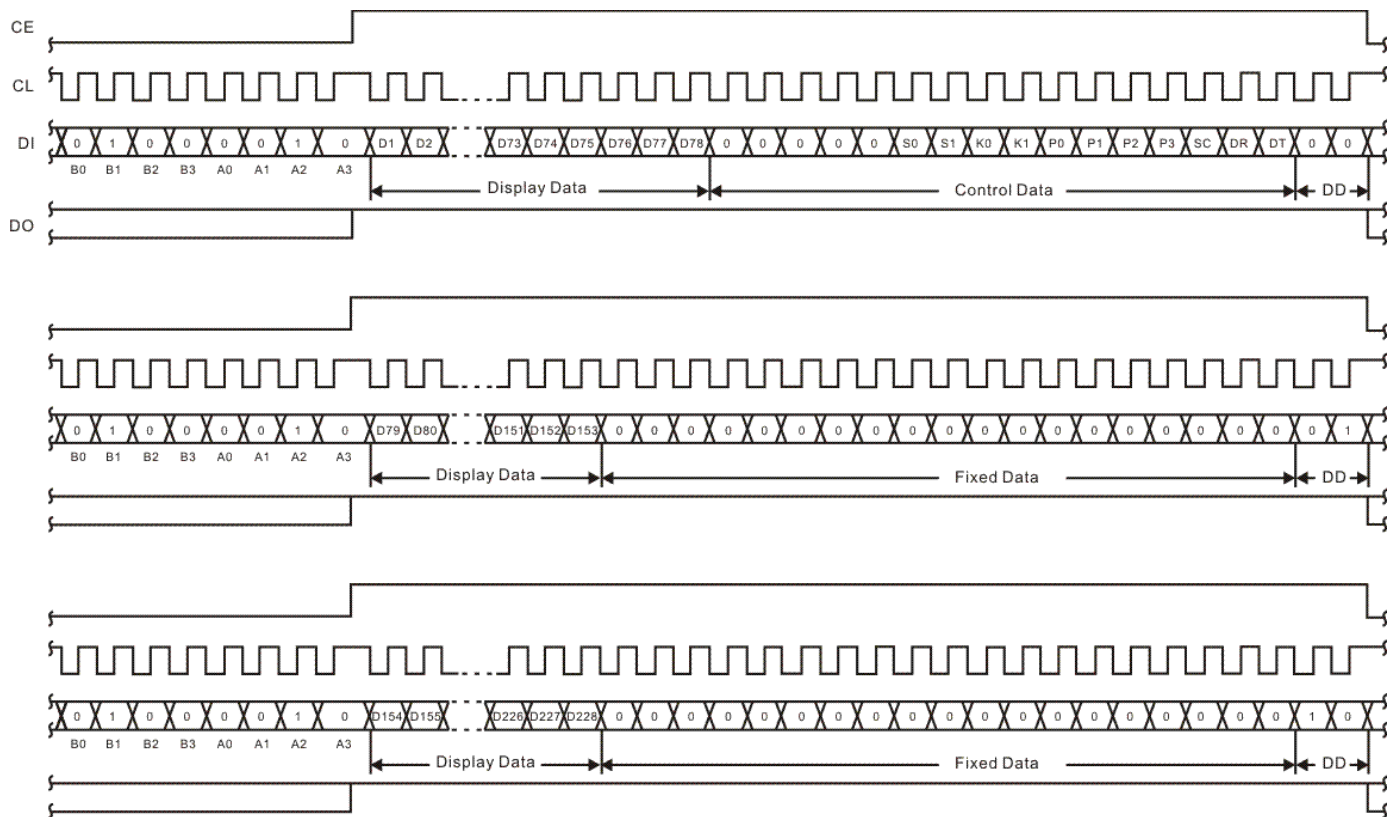 CE
CL
DI 0 1 0 0 0 0 1 0 D1 D2 D73 D74 D75 D76 D77 D78 0 0 0 0 0 S0 S1 K0 K1 P0 P1 P2 P3 SC DR DT 0 0
B0 B1 B2 B3 A0 A1 A2 A3
Display Data Control Data DD
DO
0 1 0 0 0 0 1 0 D79 D80 D151 D152 D153 0 0 0 0 0 0 0 0 0 0 0 0 0 0 0 0 0 0 0 0 1
B0 B1 B2 B3 A0 A1 A2 A3
Display Data Fixed Data DD
0 1 0 0 0 0 1 0 D154 D155 D226 D227 D228 0 0 0 0 0 0 0 0 0 0 0 0 0 0 0 0 0 0 0 1 0
B0 B1 B2 B3 A0 A1 A2 A3
Display Data Fixed Data DD